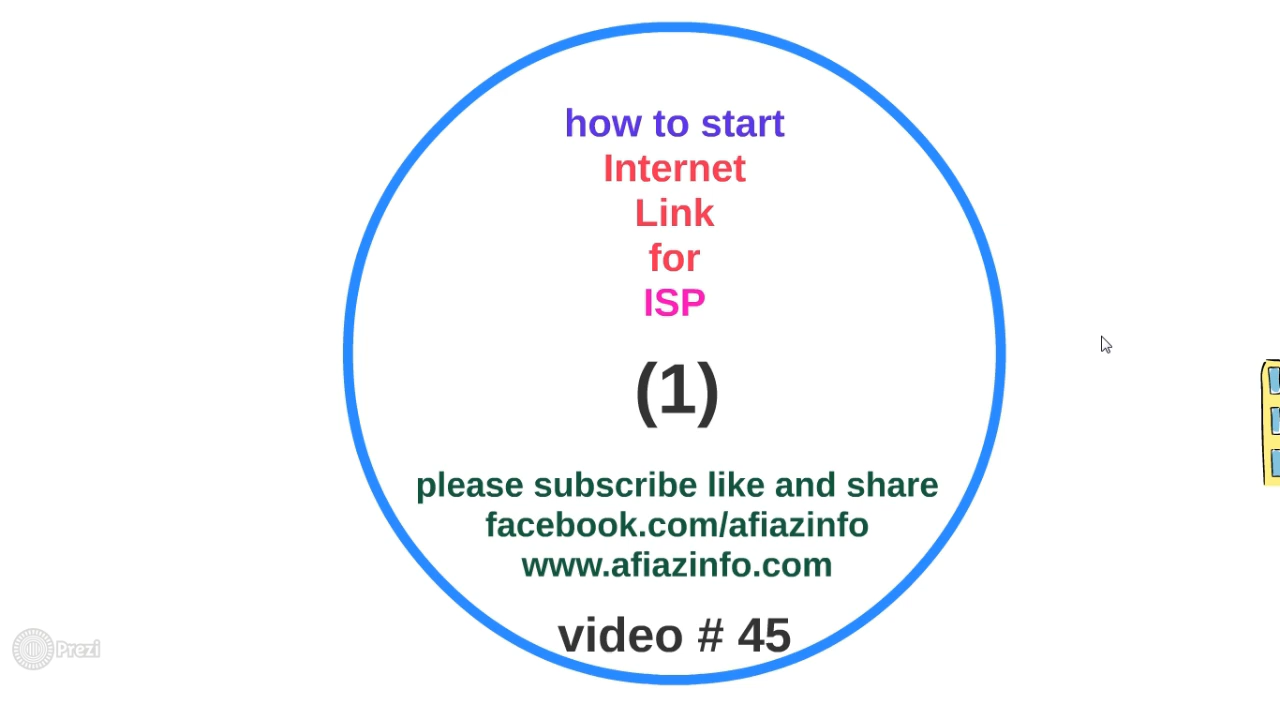 how to start
Internet
Link
for
ISP
(1)
please subscribe like and share
facebook.com/afiazinfo
www.afiazinfo.com
video # 45
Prezi